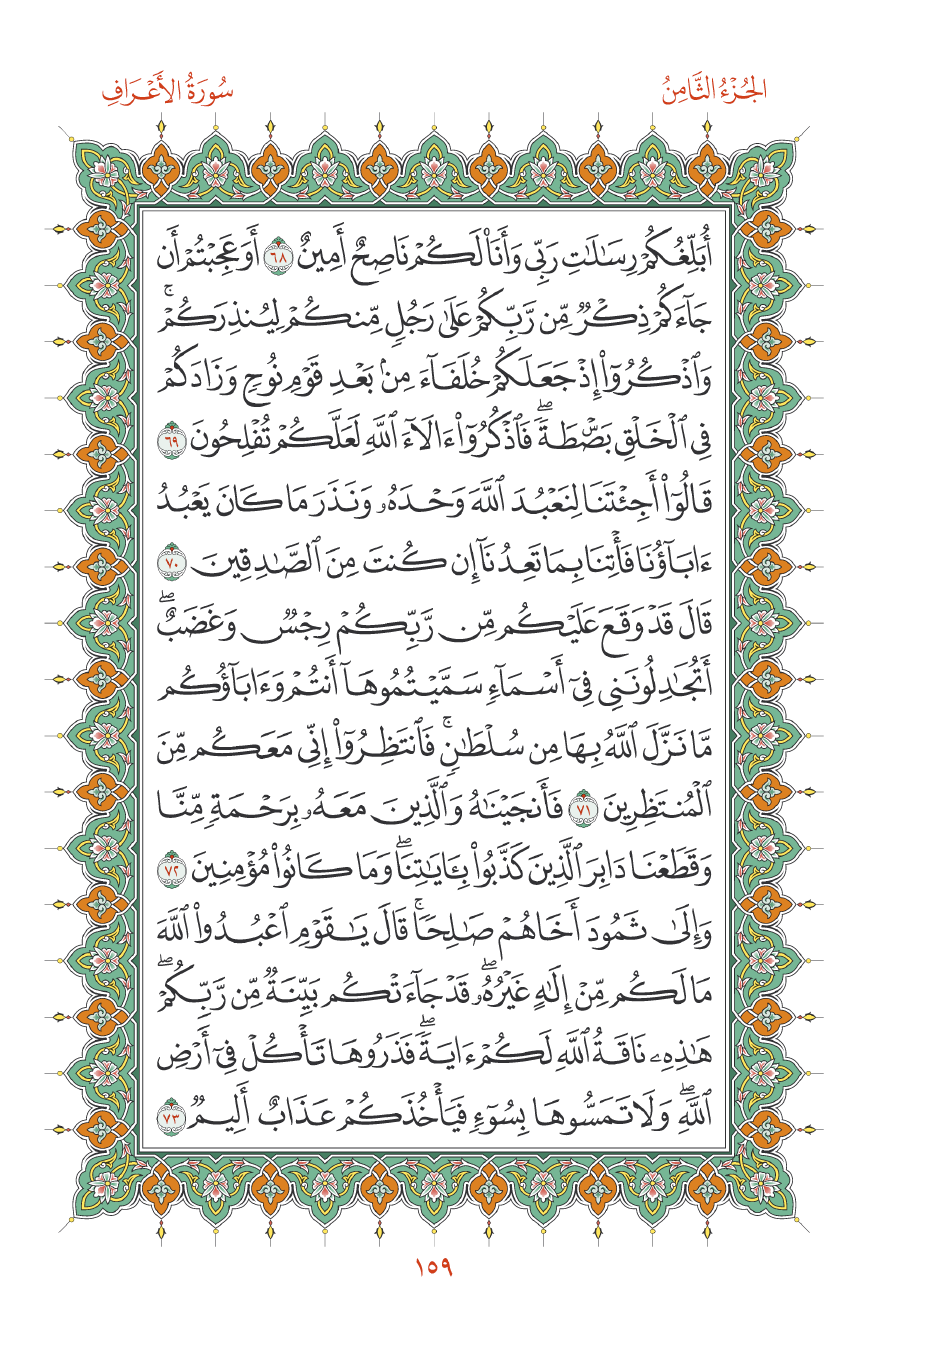 الجُزْءُ الثَّامِنُ
سُورَةُ الأَعْرَافِ
أُبَلِّغُكُمْ رِسَٰلَٰتِ رَبِّي وَأَنَا۠ لَكُمْ نَاصِحٌ أَمِينٌ ٦٨ أَوَعَجِبْتُمْ أَن
جَآءَكُمْ ذِكْرٌ مِّن رَّبِّكُمْ عَلَىٰ رَجُلٍ مِّنكُمْ لِيُنذِرَكُمْ ۚ
وَٱذْكُرُوٓا۟ إِذْ جَعَلَكُمْ خُلَفَآءَ مِنۢ بَعْدِ قَوْمِ نُوحٍ وَزَادَكُمْ
فِي ٱلْخَلْقِ بَصْۜطَةً ۖ فَٱذْكُرُوٓا۟ ءَالَآءَ ٱللَّهِ لَعَلَّكُمْ تُفْلِحُونَ ٦٩
قَالُوٓا۟ أَجِئْتَنَا لِنَعْبُدَ ٱللَّهَ وَحْدَهُۥ وَنَذَرَ مَا كَانَ يَعْبُدُ
ءَابَآؤُنَا فَأْتِنَا بِمَا تَعِدُنَآ إِن كُنتَ مِنَ ٱلصَّٰدِقِينَ ٧٠
قَالَ قَدْ وَقَعَ عَلَيْكُم مِّن رَّبِّكُمْ رِجْسٌ وَغَضَبٌ ۖ
أَتُجَٰدِلُونَنِي فِيٓ أَسْمَآءٍ سَمَّيْتُمُوهَآ أَنتُمْ وَءَابَآؤُكُم
مَّا نَزَّلَ ٱللَّهُ بِهَا مِن سُلْطَٰنٍ ۚ فَٱنتَظِرُوٓا۟ إِنِّي مَعَكُم مِّنَ
ٱلْمُنتَظِرِينَ ٧١ فَأَنجَيْنَٰهُ وَٱلَّذِينَ مَعَهُۥ بِرَحْمَةٍ مِّنَّا
وَقَطَعْنَا دَابِرَ ٱلَّذِينَ كَذَّبُوا۟ بِـَٔايَٰتِنَا ۖ وَمَا كَانُوا۟ مُؤْمِنِينَ ٧٢
وَإِلَىٰ ثَمُودَ أَخَاهُمْ صَٰلِحًا ۚ قَالَ يَٰقَوْمِ ٱعْبُدُوا۟ ٱللَّهَ
مَا لَكُم مِّنْ إِلَٰهٍ غَيْرُهُۥ ۖ قَدْ جَآءَتْكُم بَيِّنَةٌ مِّن رَّبِّكُمْ ۖ
هَٰذِهِۦ نَاقَةُ ٱللَّهِ لَكُمْ ءَايَةً ۖ فَذَرُوهَا تَأْكُلْ فِيٓ أَرْضِ
ٱللَّهِ ۖ وَلَا تَمَسُّوهَا بِسُوٓءٍ فَيَأْخُذَكُمْ عَذَابٌ أَلِيمٌ ٧٣
١٥٩